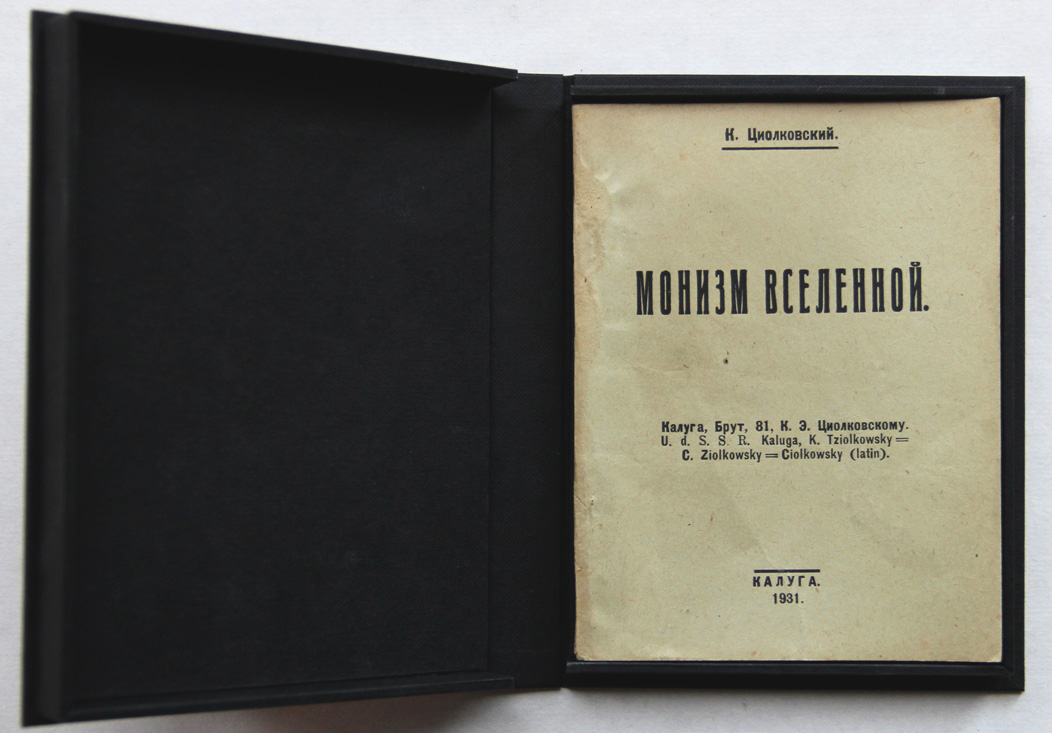 К. Циолковский.
МОНИЗМ ВСЕЛЕННОЙ.
Калуга, Брут, 81, К. Э. Циолковскому.
U. d. S. S. R. Kaluga, K. Tziolkowsky=
C. Ziolkowsky=Ciolkowsky (latin).
КАЛУГА.
1931.